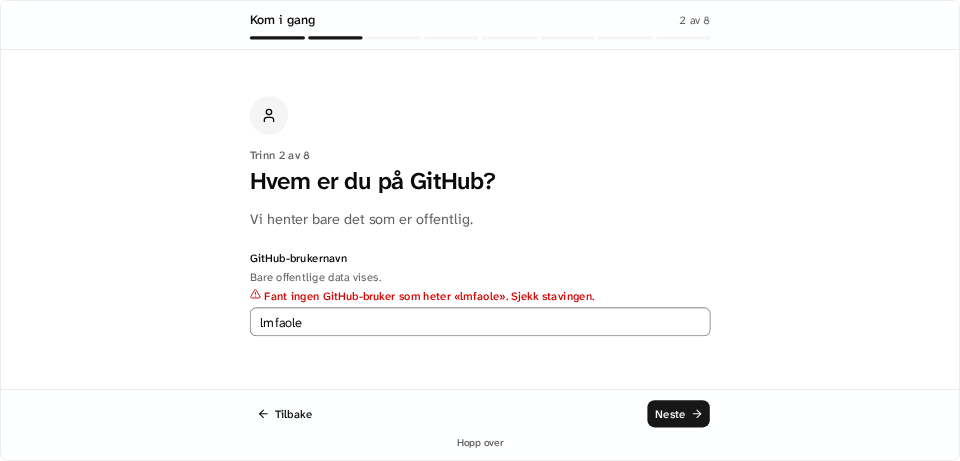 Kom i gang
2 av 8
Trinn 2 av 8
Hvem er du på GitHub?
Vi henter bare det som er offentlig.
GitHub-brukernavn
Bare offentlige data vises.
Fant ingen GitHub-bruker som heter «lmfaole». Sjekk stavingen.
lmfaole
Tilbake
Neste
Hopp over